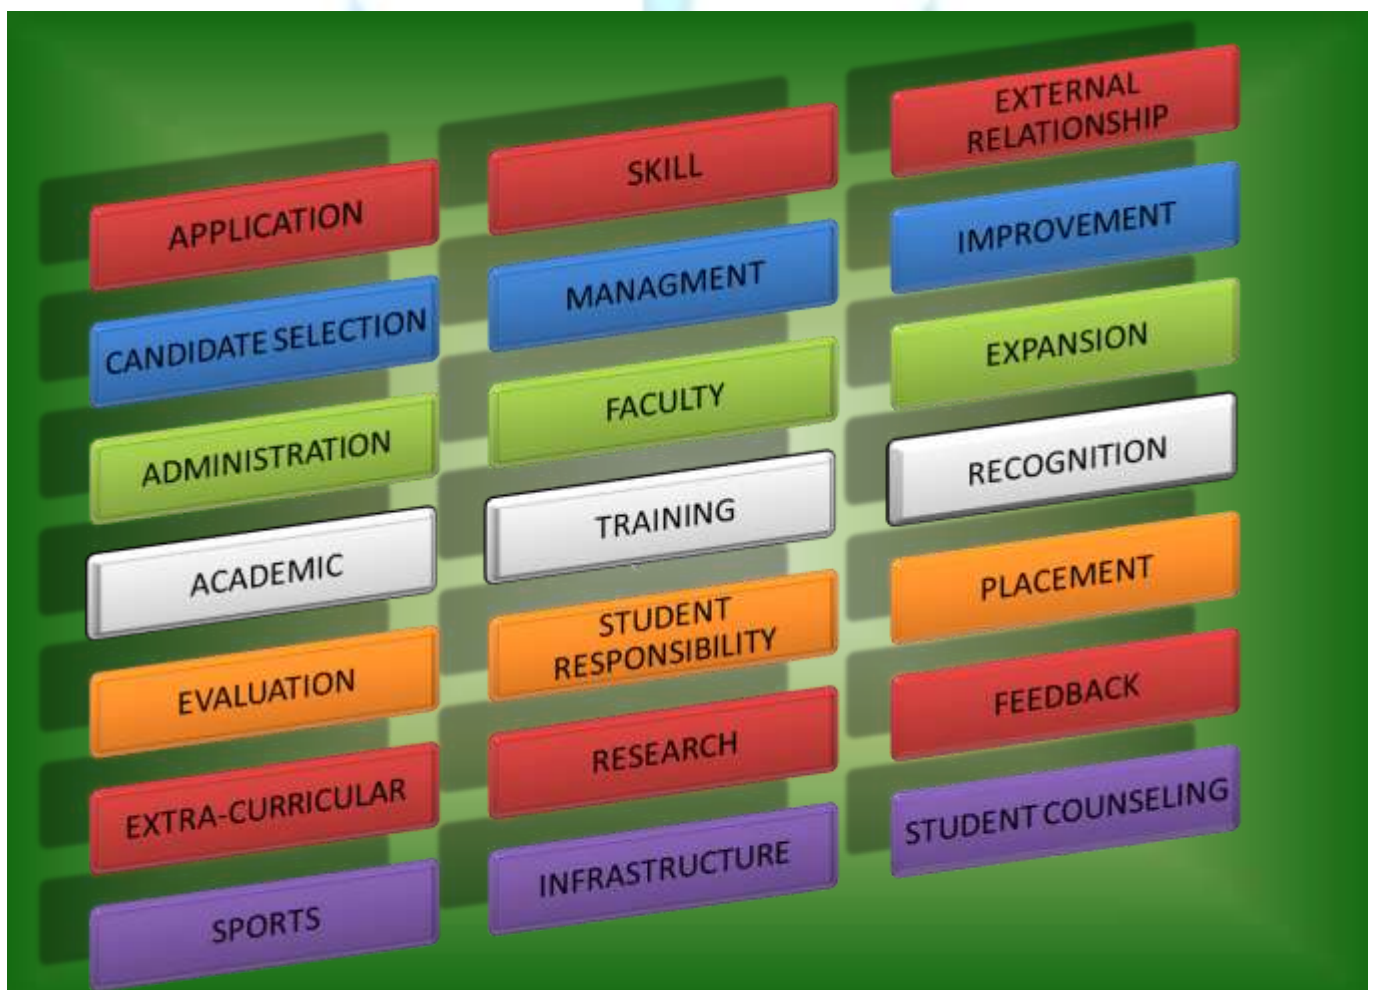 APPLICATION
CANDIDATE SELECTION
ADMINISTRATION
ACADEMIC
EVALUATION
EXTRA-CURRICULAR
SPORTS
SKILL
MANAGMENT
FACULTY
TRAINING
STUDENT
RESPONSIBILITY
RESEARCH
INFRASTRUCTURE
EXTERNAL
RELATIONSHIP
IMPROVEMENT
EXPANSION
RECOGNITION
PLACEMENT
FEEDBACK
STUDENT COUNSELING